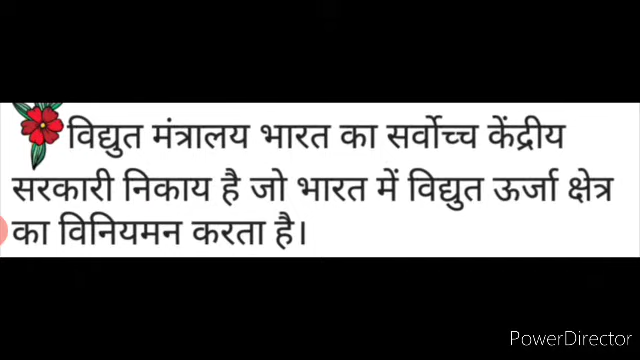 विद्युत मंत्रालय भारत का सर्वोच्च केंद्रीय
सरकारी निकाय है जो भारत में विद्युत ऊर्जा क्षेत्र
का विनियमन करता है।
PowerDirector